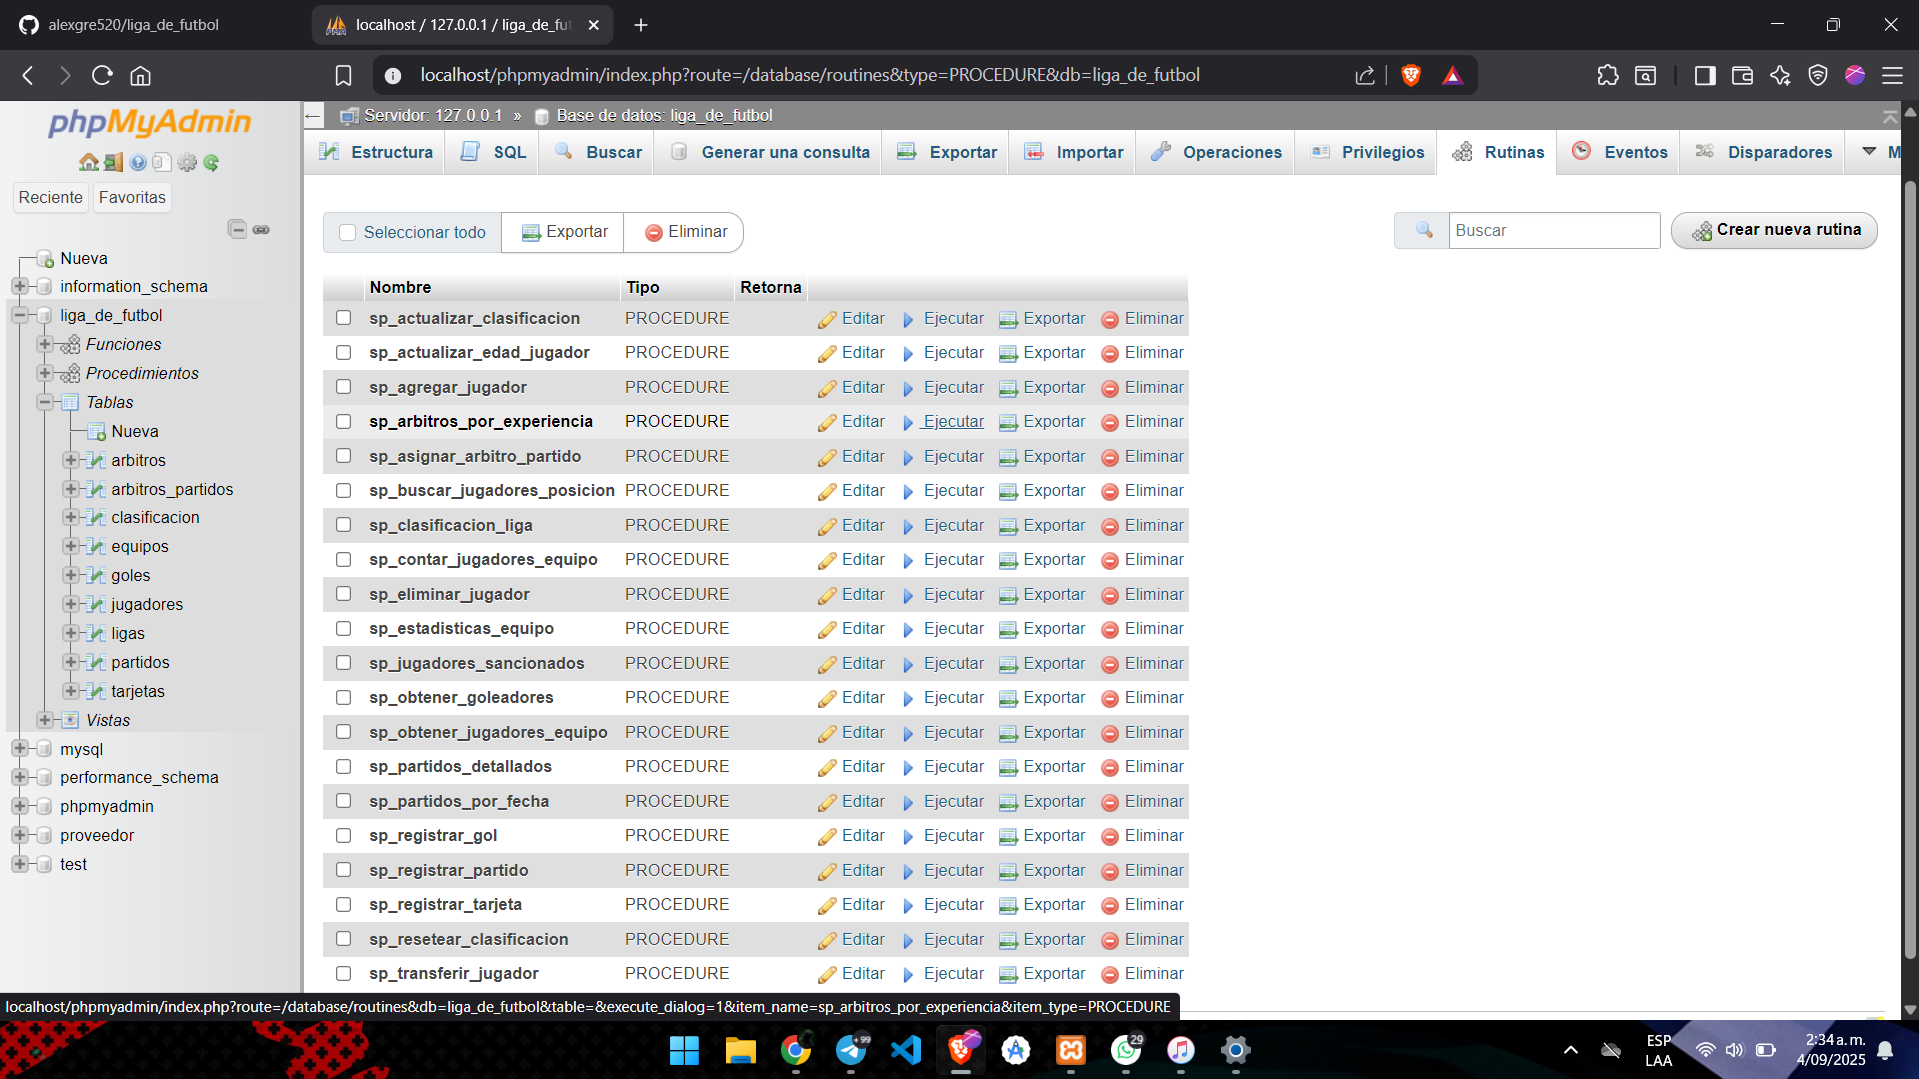 alexgre520/liga_de_futbol
localhost / 127.0.0.1 / liga_de_fut
localhost/phpmyadmin/index.php?route=/database/routines&type=PROCEDURE&db=liga_de_futbol
phpMyAdmin
Reciente Favoritas
Nueva
information_schema
liga_de_futbol
Funciones
Procedimientos
Tablas
Nueva
arbitros
arbitros_partidos
clasificacion
equipos
goles
jugadores
ligas
partidos
tarjetas
Vistas
mysql
performance_schema
phpmyadmin
proveedor
test
Servidor: 127.0.0.1 » Base de datos: liga_de_futbol
Estructura SQL Buscar Generar una consulta Exportar Importar Operaciones Privilegios Rutinas Eventos Disparadores M
Seleccionar todo Exportar Eliminar Buscar Crear nueva rutina
Nombre Tipo Retorna
sp_actualizar_clasificacion PROCEDURE Editar Ejecutar Exportar Eliminar
sp_actualizar_edad_jugador PROCEDURE Editar Ejecutar Exportar Eliminar
sp_agregar_jugador PROCEDURE Editar Ejecutar Exportar Eliminar
sp_arbitros_por_experiencia PROCEDURE Editar Ejecutar Exportar Eliminar
sp_asignar_arbitro_partido PROCEDURE Editar Ejecutar Exportar Eliminar
sp_buscar_jugadores_posicion PROCEDURE Editar Ejecutar Exportar Eliminar
sp_clasificacion_liga PROCEDURE Editar Ejecutar Exportar Eliminar
sp_contar_jugadores_equipo PROCEDURE Editar Ejecutar Exportar Eliminar
sp_eliminar_jugador PROCEDURE Editar Ejecutar Exportar Eliminar
sp_estadisticas_equipo PROCEDURE Editar Ejecutar Exportar Eliminar
sp_jugadores_sancionados PROCEDURE Editar Ejecutar Exportar Eliminar
sp_obtener_goleadores PROCEDURE Editar Ejecutar Exportar Eliminar
sp_obtener_jugadores_equipo PROCEDURE Editar Ejecutar Exportar Eliminar
sp_partidos_detallados PROCEDURE Editar Ejecutar Exportar Eliminar
sp_partidos_por_fecha PROCEDURE Editar Ejecutar Exportar Eliminar
sp_registrar_gol PROCEDURE Editar Ejecutar Exportar Eliminar
sp_registrar_partido PROCEDURE Editar Ejecutar Exportar Eliminar
sp_registrar_tarjeta PROCEDURE Editar Ejecutar Exportar Eliminar
sp_resetear_clasificacion PROCEDURE Editar Ejecutar Exportar Eliminar
sp_transferir_jugador PROCEDURE Editar Ejecutar Exportar Eliminar
localhost/phpmyadmin/index.php?route=/database/routines&db=liga_de_futbol&table=&execute_dialog=1&item_name=sp_arbitros_por_experiencia&item_type=PROCEDURE
+99
29
ESP
LAA
2:34 a. m.
4/09/2025